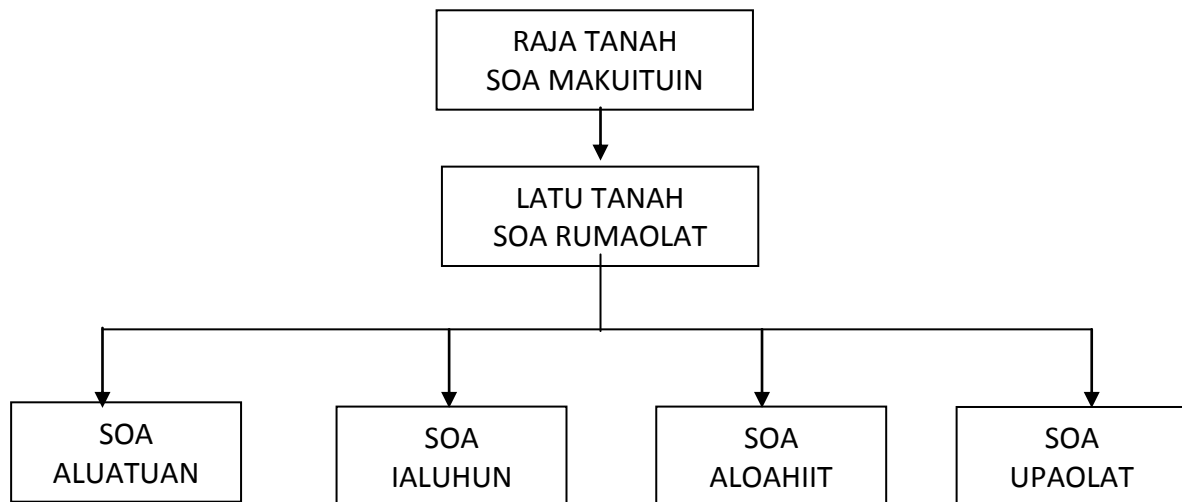 RAJA TANAH
SOA MAKUITUIN
LATU TANAH
SOA RUMAOLAT
SOA
ALUATUAN
SOA
IALUHUN
SOA
ALOAHIIT
SOA
UPAOLAT